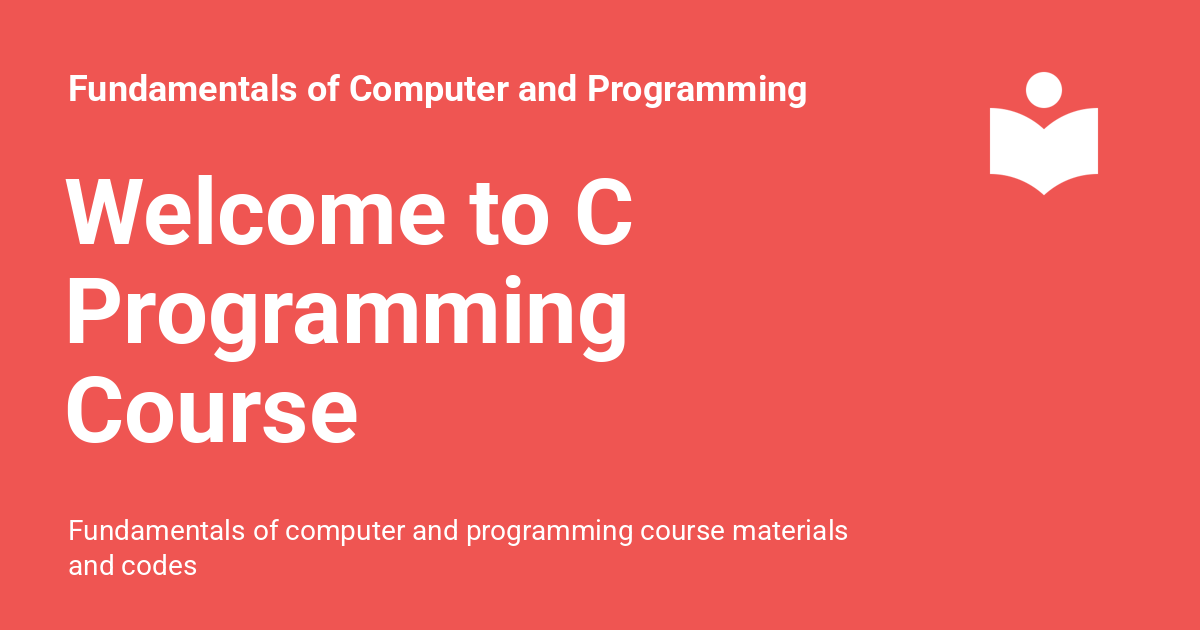 Fundamentals of Computer and Programming
Welcome to C
Programming
Course
Fundamentals of computer and programming course materials
and codes